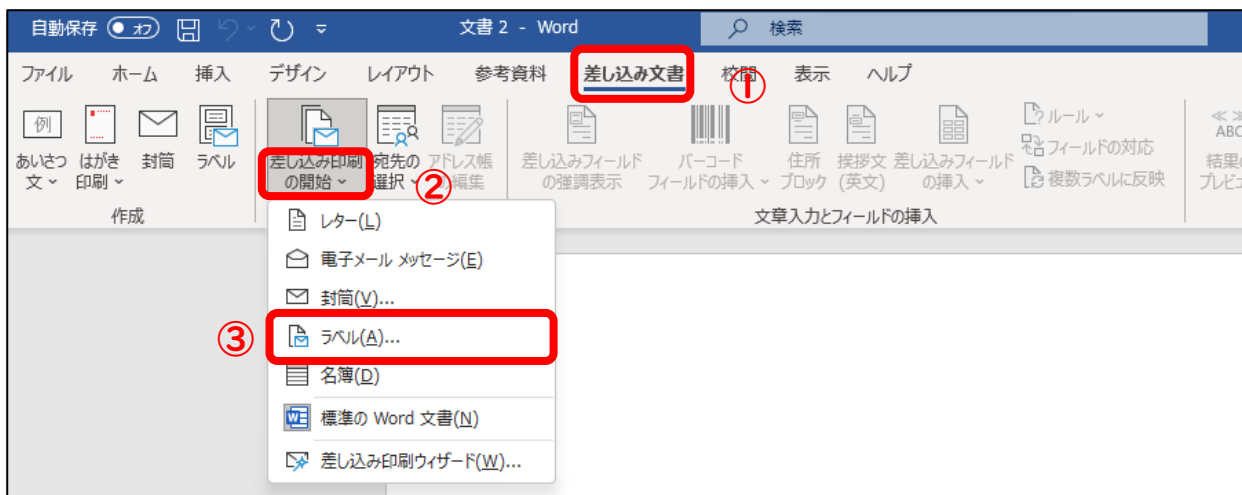 自動保存 オフ 文書 2 - Word 検索
ファイル ホーム 挿入 デザイン レイアウト 参考資料 差し込み文書 校閲 ① 表示 ヘルプ
例
あいさつ文 はがき印刷 封筒 ラベル
作成
差し込み印刷の開始 ② 宛先の選択 アドレス帳の編集
差し込みフィールドの強調表示 バーコードフィールドの挿入 住所ブロック 挨拶文(英文) 差し込みフィールドの挿入
ルール
フィールドの対応
複数ラベルに反映
文章入力とフィールドの挿入
ABC
結果の
レター(L)
電子メール メッセージ(E)
封筒(V)...
③ ラベル(A)...
名簿(D)
標準の Word 文書(N)
差し込み印刷ウィザード(W)...